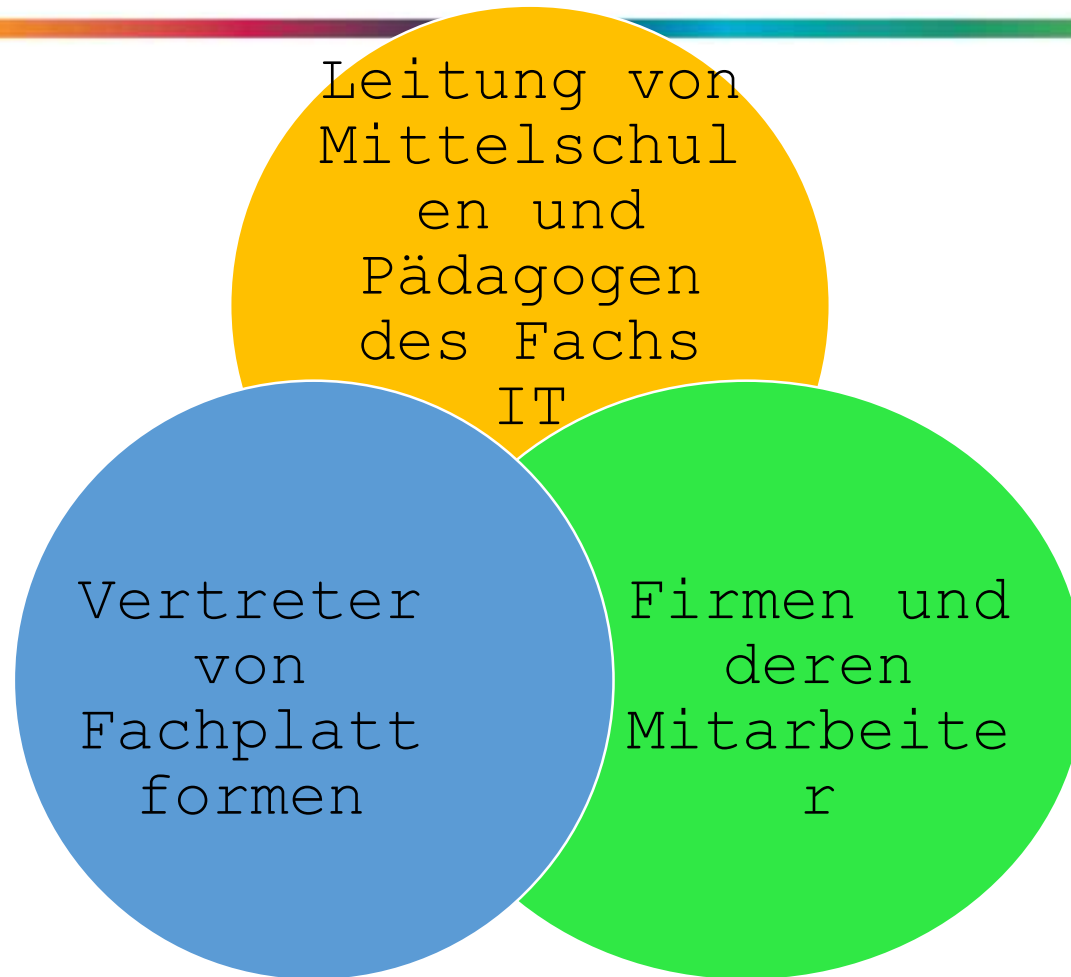 Leitung von
Mittelschul
en und
Pädagogen
des Fachs
IT
Vertreter
von
Fachplatt
formen
Firmen und
deren
Mitarbeite
r